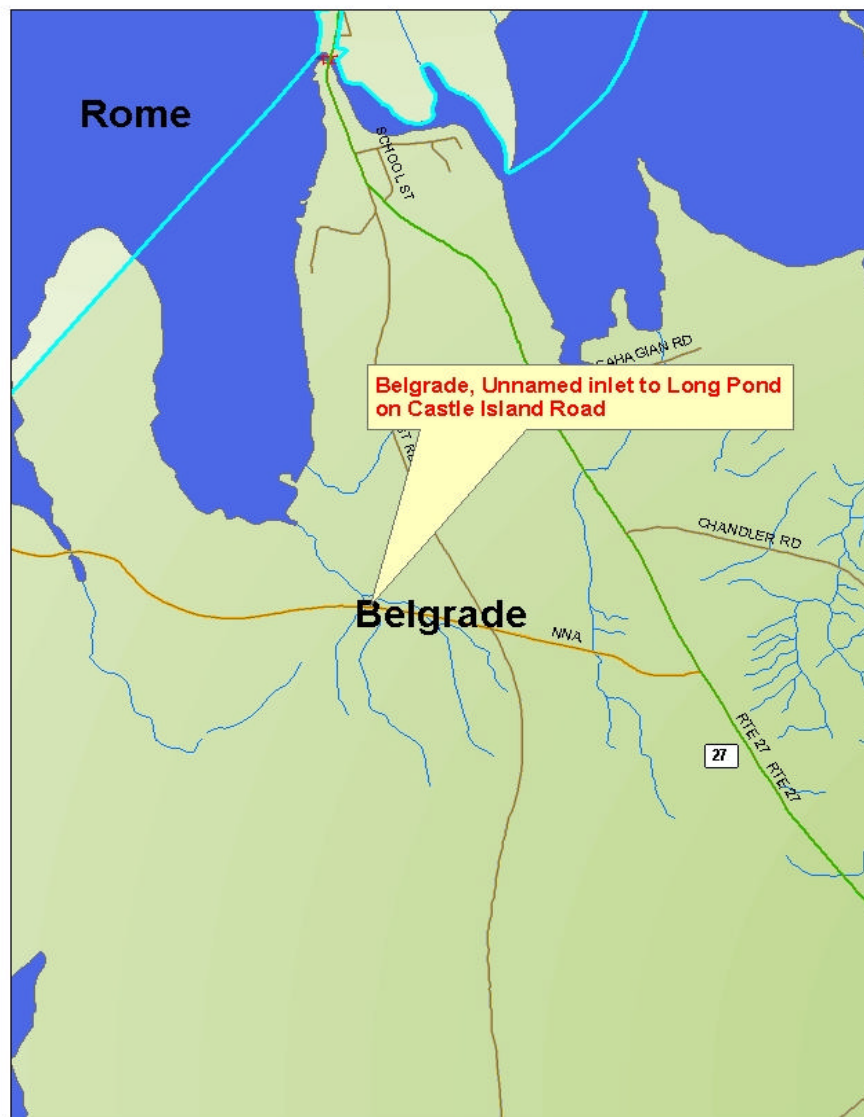 Rome
SCHOOL ST
CAHAGIAN RD
Belgrade, Unnamed inlet to Long Pond
on Castle Island Road
CHANDLER RD
Belgrade
NNA
RTE 27 RTE 27
27